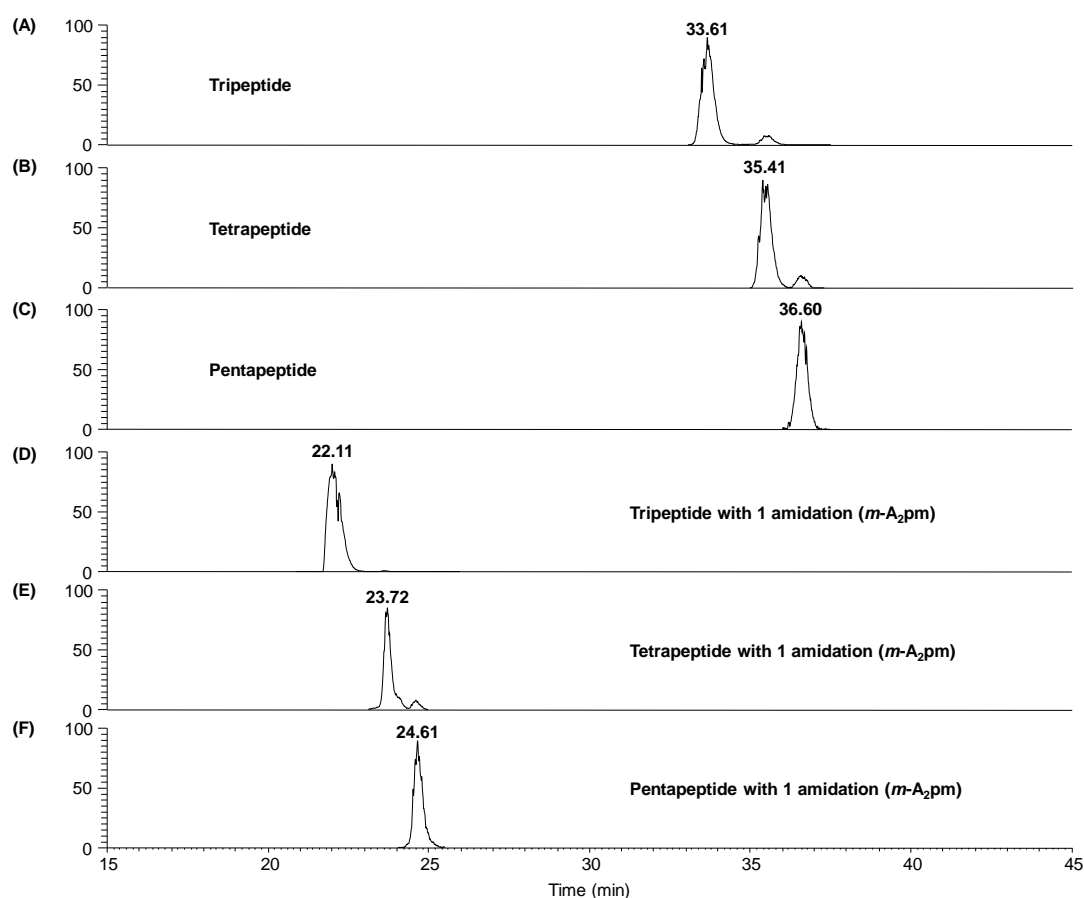 (A)
100
50
0
33.61
Tripeptide
(B)
100
50
0
35.41
Tetrapeptide
(C)
100
50
0
36.60
Pentapeptide
(D)
100
50
0
22.11
Tripeptide with 1 amidation (m-A₂pm)
(E)
100
50
0
23.72
Tetrapeptide with 1 amidation (m-A₂pm)
(F)
100
50
0
24.61
Pentapeptide with 1 amidation (m-A₂pm)
15 20 25 30 35 40 45
Time (min)